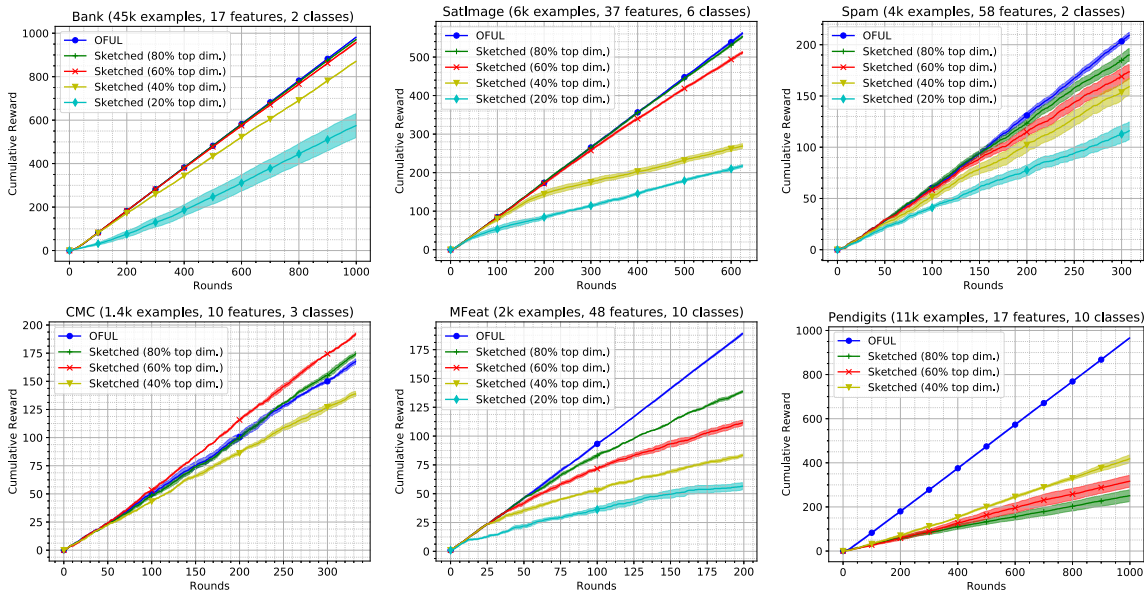 Bank (45k examples, 17 features, 2 classes)
Cumulative Reward
1000
800
600
400
200
0
OFUL
Sketched (80% top dim.)
Sketched (60% top dim.)
Sketched (40% top dim.)
Sketched (20% top dim.)
0 200 400 600 800 1000
Rounds
SatImage (6k examples, 37 features, 6 classes)
Cumulative Reward
500
400
300
200
100
0
OFUL
Sketched (80% top dim.)
Sketched (60% top dim.)
Sketched (40% top dim.)
Sketched (20% top dim.)
0 100 200 300 400 500 600
Rounds
Spam (4k examples, 58 features, 2 classes)
Cumulative Reward
200
150
100
50
0
OFUL
Sketched (80% top dim.)
Sketched (60% top dim.)
Sketched (40% top dim.)
Sketched (20% top dim.)
0 50 100 150 200 250 300
Rounds
CMC (1.4k examples, 10 features, 3 classes)
Cumulative Reward
200
175
150
125
100
75
50
25
0
OFUL
Sketched (80% top dim.)
Sketched (60% top dim.)
Sketched (40% top dim.)
0 50 100 150 200 250 300
Rounds
MFeat (2k examples, 48 features, 10 classes)
Cumulative Reward
200
175
150
125
100
75
50
25
0
OFUL
Sketched (80% top dim.)
Sketched (60% top dim.)
Sketched (40% top dim.)
Sketched (20% top dim.)
0 25 50 75 100 125 150 175 200
Rounds
Pendigits (11k examples, 17 features, 10 classes)
Cumulative Reward
1000
800
600
400
200
0
OFUL
Sketched (80% top dim.)
Sketched (60% top dim.)
Sketched (40% top dim.)
0 200 400 600 800 1000
Rounds